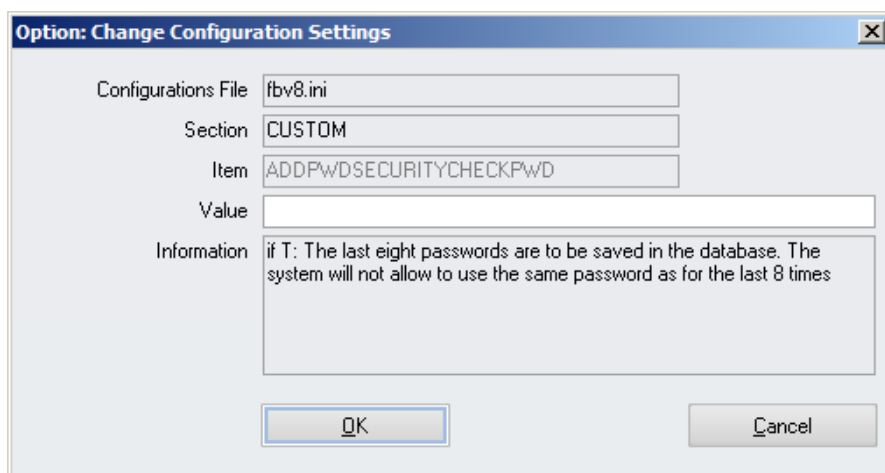 Option: Change Configuration Settings
Configurations File fbv8.ini
Section CUSTOM
Item ADDPWDSECURITYCHECKPWD
Value
Information if T: The last eight passwords are to be saved in the database. The
system will not allow to use the same password as for the last 8 times
OK Cancel